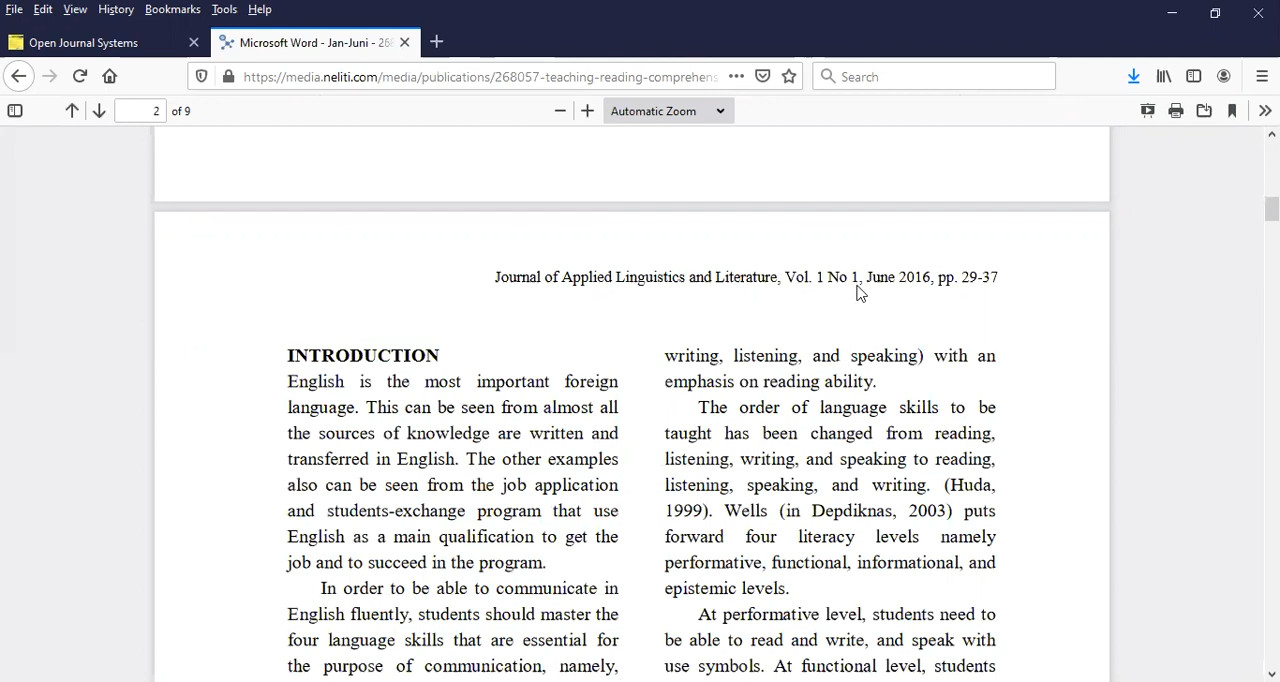 File Edit View History Bookmarks Tools Help
Open Journal Systems
Microsoft Word - Jan-Juni - 268
https://media.neliti.com/media/publications/268057-teaching-reading-comprehens
Search
2 of 9
Automatic Zoom
Journal of Applied Linguistics and Literature, Vol. 1 No 1, June 2016, pp. 29-37
INTRODUCTION
English is the most important foreign
language. This can be seen from almost all
the sources of knowledge are written and
transferred in English. The other examples
also can be seen from the job application
and students-exchange program that use
English as a main qualification to get the
job and to succeed in the program.
In order to be able to communicate in
English fluently, students should master the
four language skills that are essential for
the purpose of communication, namely,
writing, listening, and speaking) with an
emphasis on reading ability.
The order of language skills to be
taught has been changed from reading,
listening, writing, and speaking to reading,
listening, speaking, and writing. (Huda,
1999). Wells (in Depdiknas, 2003) puts
forward four literacy levels namely
performative, functional, informational, and
epistemic levels.
At performative level, students need to
be able to read and write, and speak with
use symbols. At functional level, students